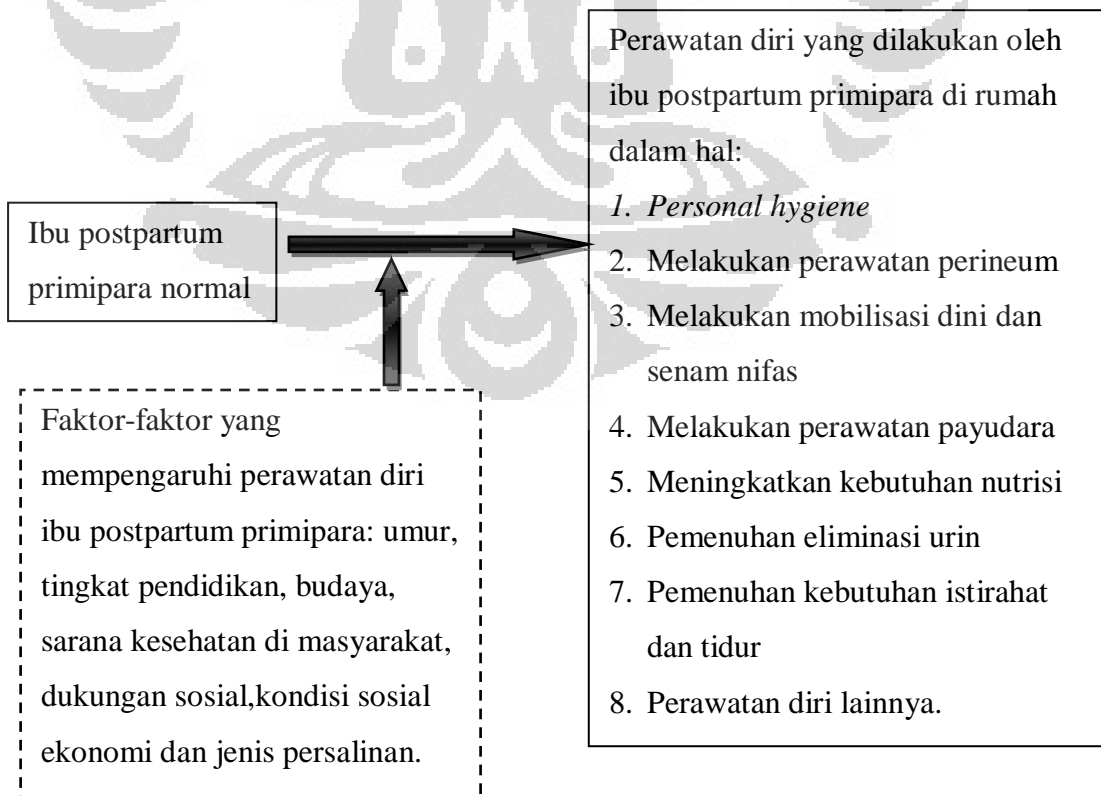 Ibu postpartum
primipara normal
Faktor-faktor yang
mempengaruhi perawatan diri
ibu postpartum primipara: umur,
tingkat pendidikan, budaya,
sarana kesehatan di masyarakat,
dukungan sosial,kondisi sosial
ekonomi dan jenis persalinan.
Perawatan diri yang dilakukan oleh
ibu postpartum primipara di rumah
dalam hal:
1. Personal hygiene
2. Melakukan perawatan perineum
3. Melakukan mobilisasi dini dan
senam nifas
4. Melakukan perawatan payudara
5. Meningkatkan kebutuhan nutrisi
6. Pemenuhan eliminasi urin
7. Pemenuhan kebutuhan istirahat
dan tidur
8. Perawatan diri lainnya.